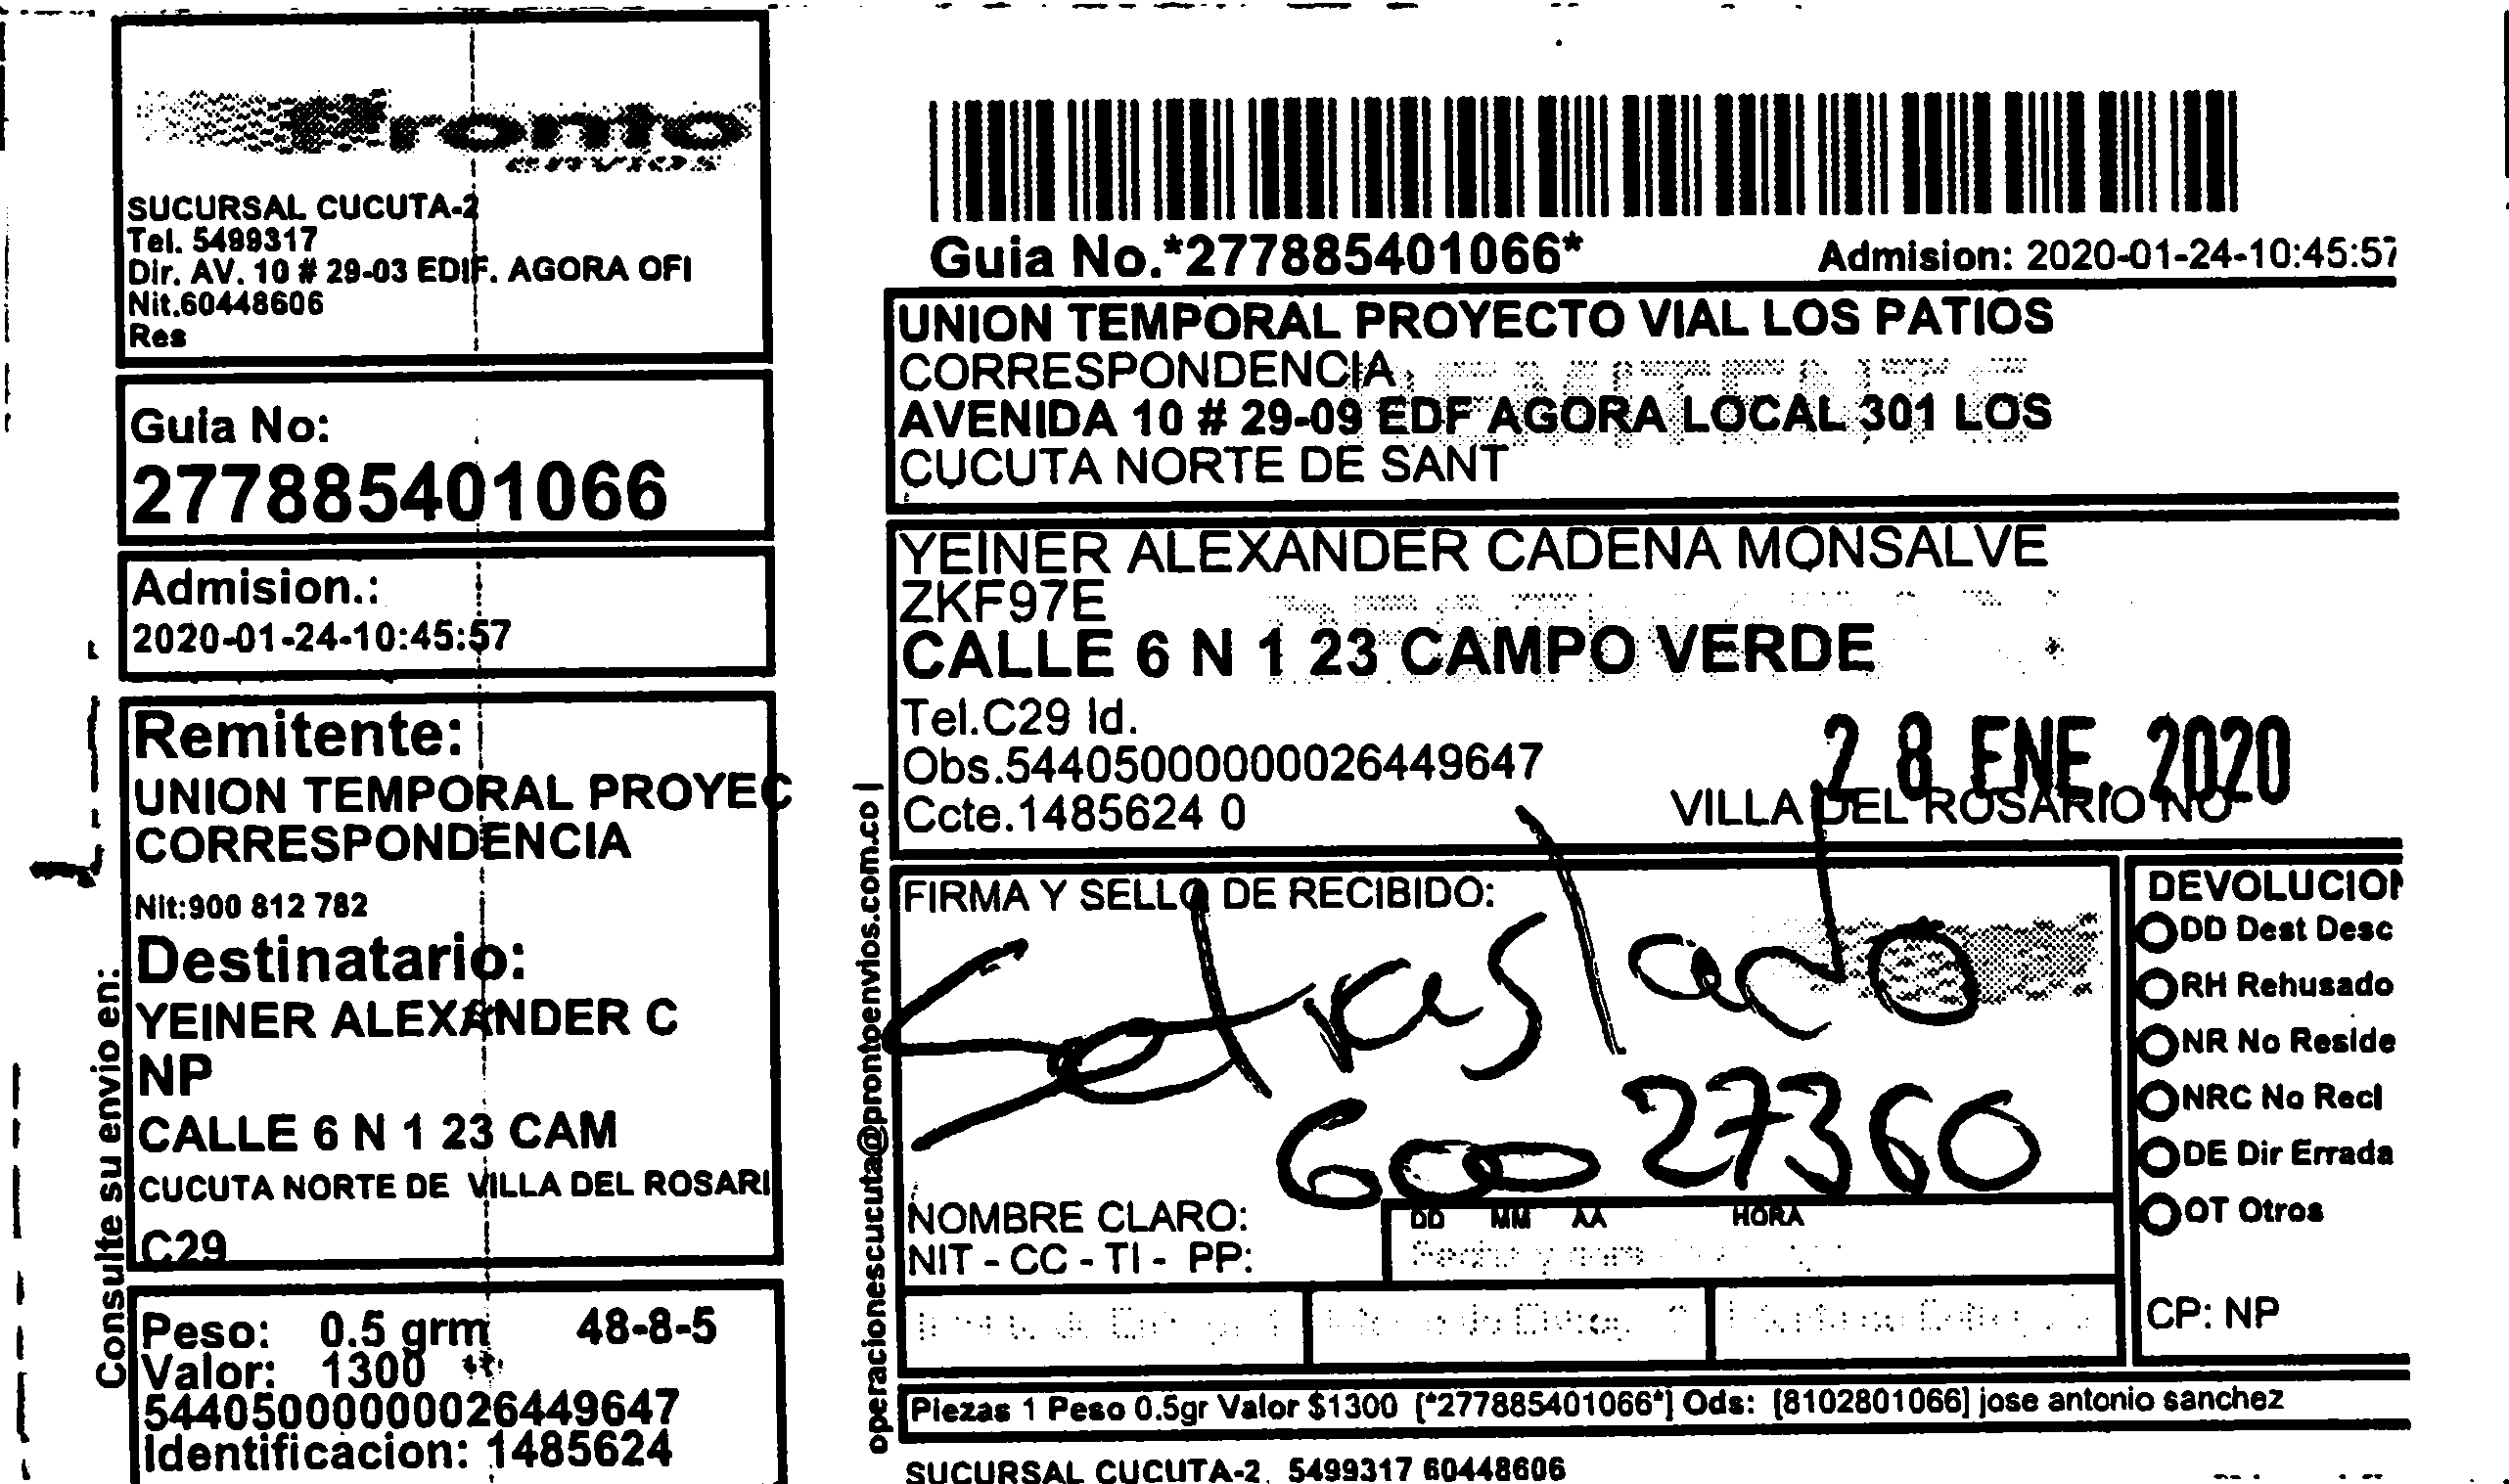 Pronto
envios
SUCURSAL CUCUTA-2
Tel. 5499317
Dir. AV. 10 # 29-03 EDIF. AGORA OFI
Nit.60448606
Res
Guia No:
277885401066
Admision.:
2020-01-24-10:45:57
Remitente:
UNION TEMPORAL PROYEC
CORRESPONDENCIA
Nit:900 812 782
Destinatario:
YEINER ALEXANDER C
NP
CALLE 6 N 1 23 CAM
CUCUTA NORTE DE VILLA DEL ROSARI
C29
Peso: 0.5 grm 48-8-5
Valor: 1300
544050000000026449647
Identificacion: 1485624
Consulte su envio en:
operacionescucuta@prontoenvios.com.co |
Guia No.*277885401066*
Admision: 2020-01-24-10:45:57
UNION TEMPORAL PROYECTO VIAL LOS PATIOS
CORRESPONDENCIA
REMITENTE
AVENIDA 10 # 29-09 EDF AGORA LOCAL 301 LOS
CUCUTA NORTE DE SANT
YEINER ALEXANDER CADENA MONSALVE
ZKF97E
CALLE 6 N 1 23 CAMPO VERDE
Tel.C29 Id.
Obs.544050000000026449647
Ccte.1485624 0
28 ENE. 2020
VILLA DEL ROSARIO NO
FIRMA Y SELLO DE RECIBIDO:
Se traslado
27360
NOMBRE CLARO:
NIT - CC - TI - PP:
DD MM AA HORA
DEVOLUCION
DD Dest Desc
RH Rehusado
NR No Reside
NRC No Recl
DE Dir Errada
OT Otros
CP: NP
Piezas 1 Peso 0.5gr Valor $1300 [*277885401066*] Ods: [8102801066] jose antonio sanchez
SUCURSAL CUCUTA-2 5499317 60448606